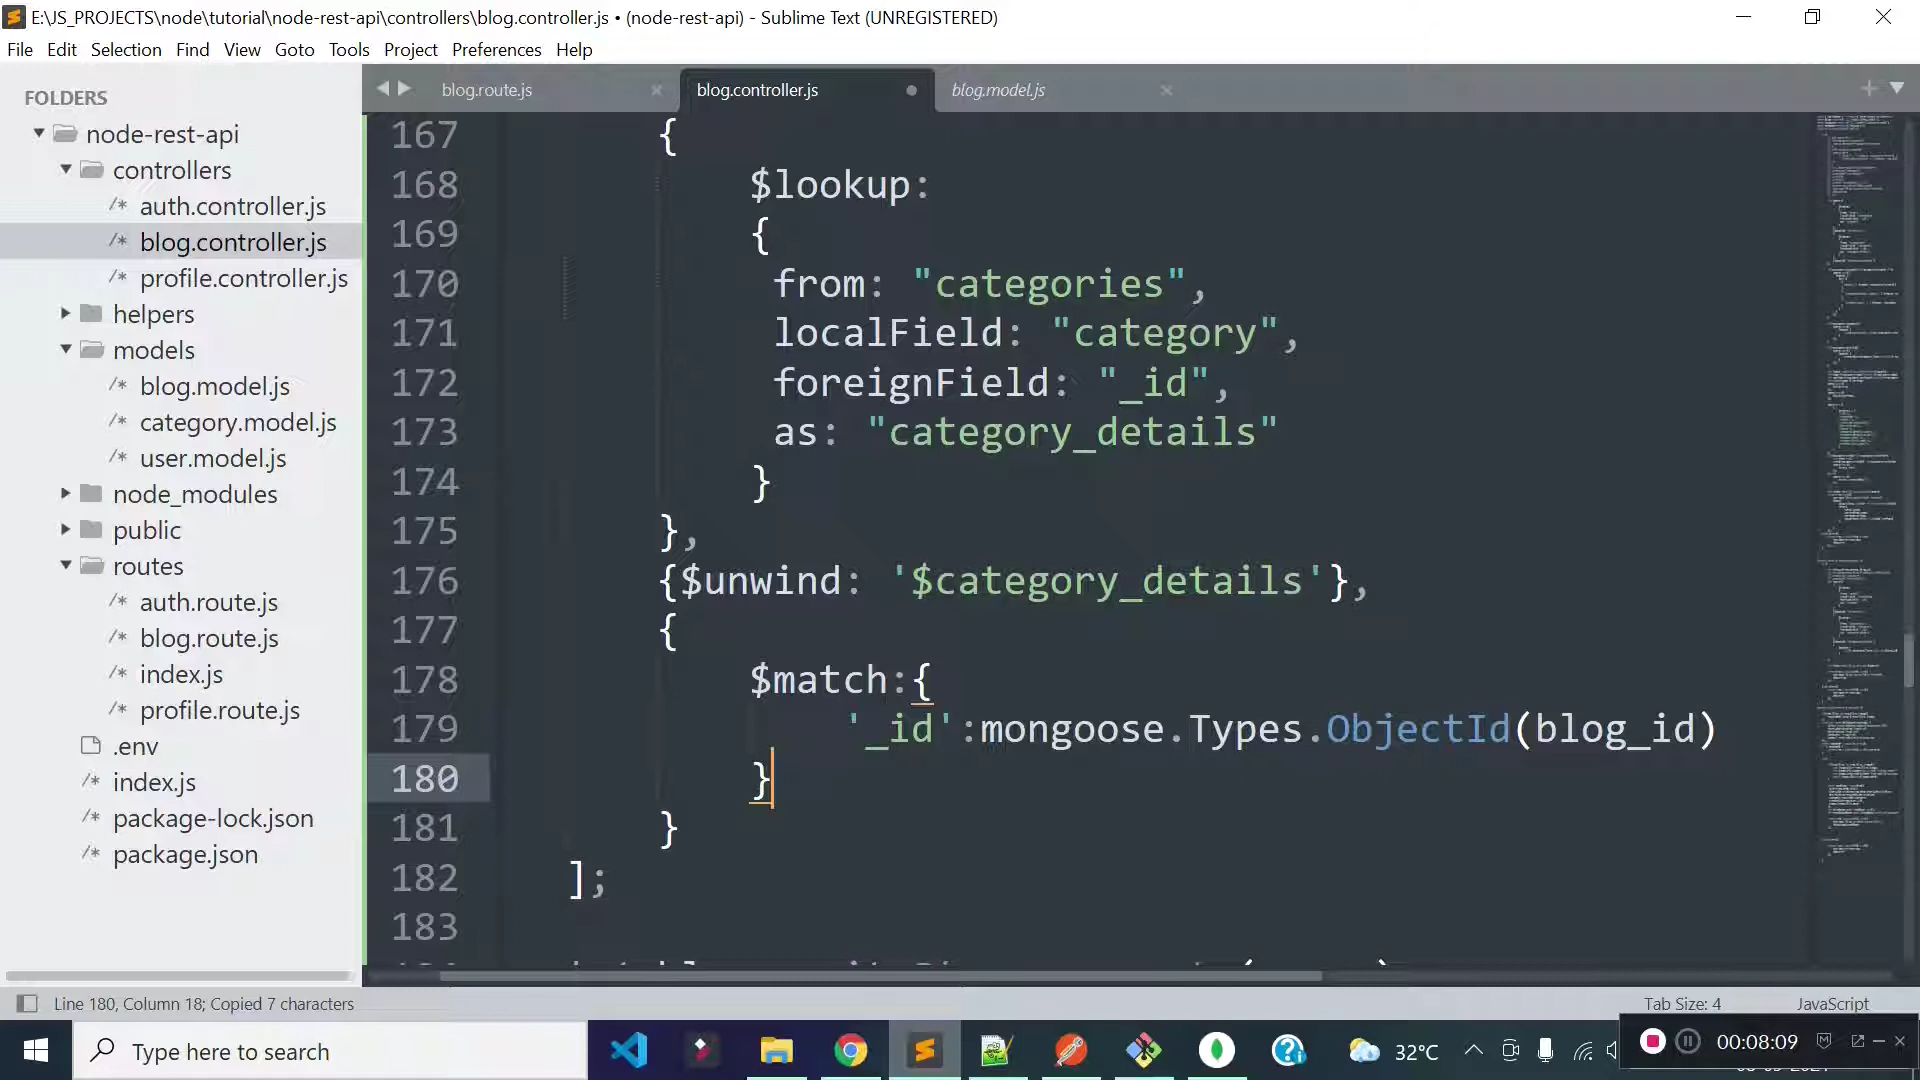 E:\JS_PROJECTS\node\tutorial\node-rest-api\controllers\blog.controller.js • (node-rest-api) - Sublime Text (UNREGISTERED)
File Edit Selection Find View Goto Tools Project Preferences Help
FOLDERS
node-rest-api
controllers
/* auth.controller.js
/* blog.controller.js
/* profile.controller.js
helpers
models
/* blog.model.js
/* category.model.js
/* user.model.js
node_modules
public
routes
/* auth.route.js
/* blog.route.js
/* index.js
/* profile.route.js
.env
/* index.js
/* package-lock.json
/* package.json
blog.route.js
blog.controller.js
blog.model.js
167 {
168 $lookup:
169 {
170 from: "categories",
171 localField: "category",
172 foreignField: "_id",
173 as: "category_details"
174 }
175 },
176 {$unwind: '$category_details'},
177 {
178 $match:{
179 '_id':mongoose.Types.ObjectId(blog_id)
180 }
181 }
182 ];
183
Line 180, Column 18; Copied 7 characters
Tab Size: 4
JavaScript
Type here to search
32°C
00:08:09